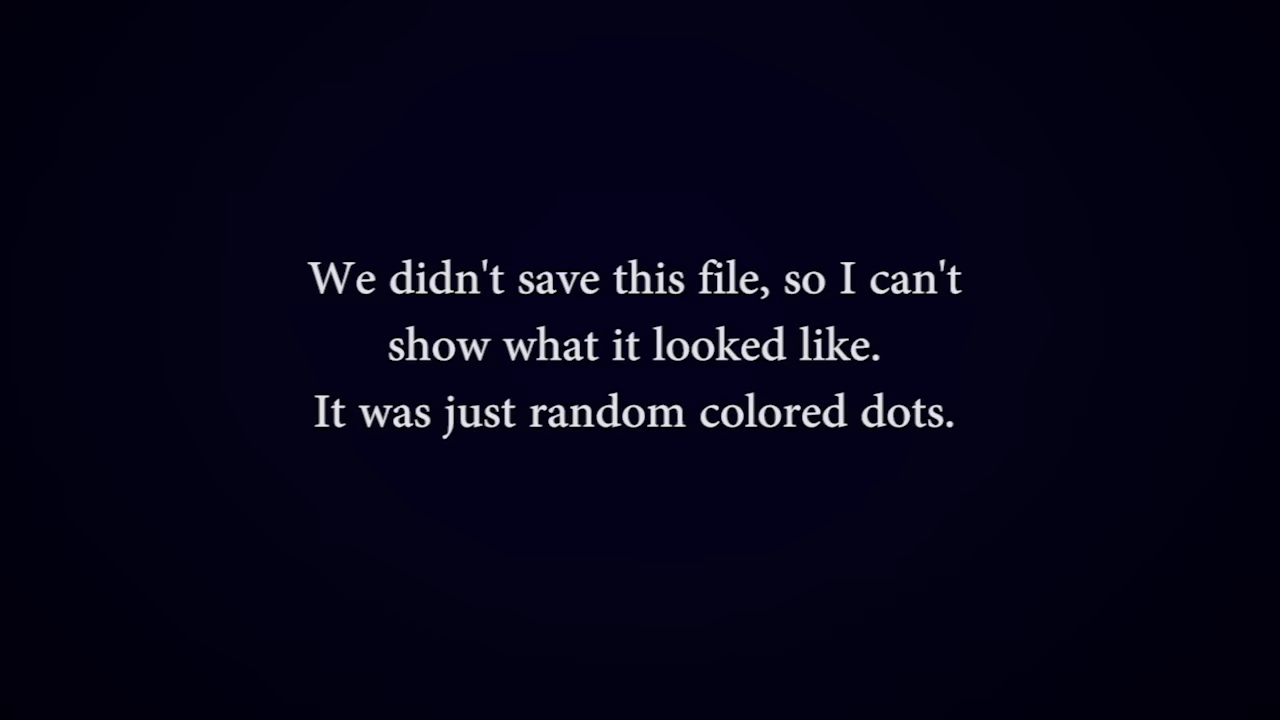 We didn't save this file, so I can't
show what it looked like.
It was just random colored dots.